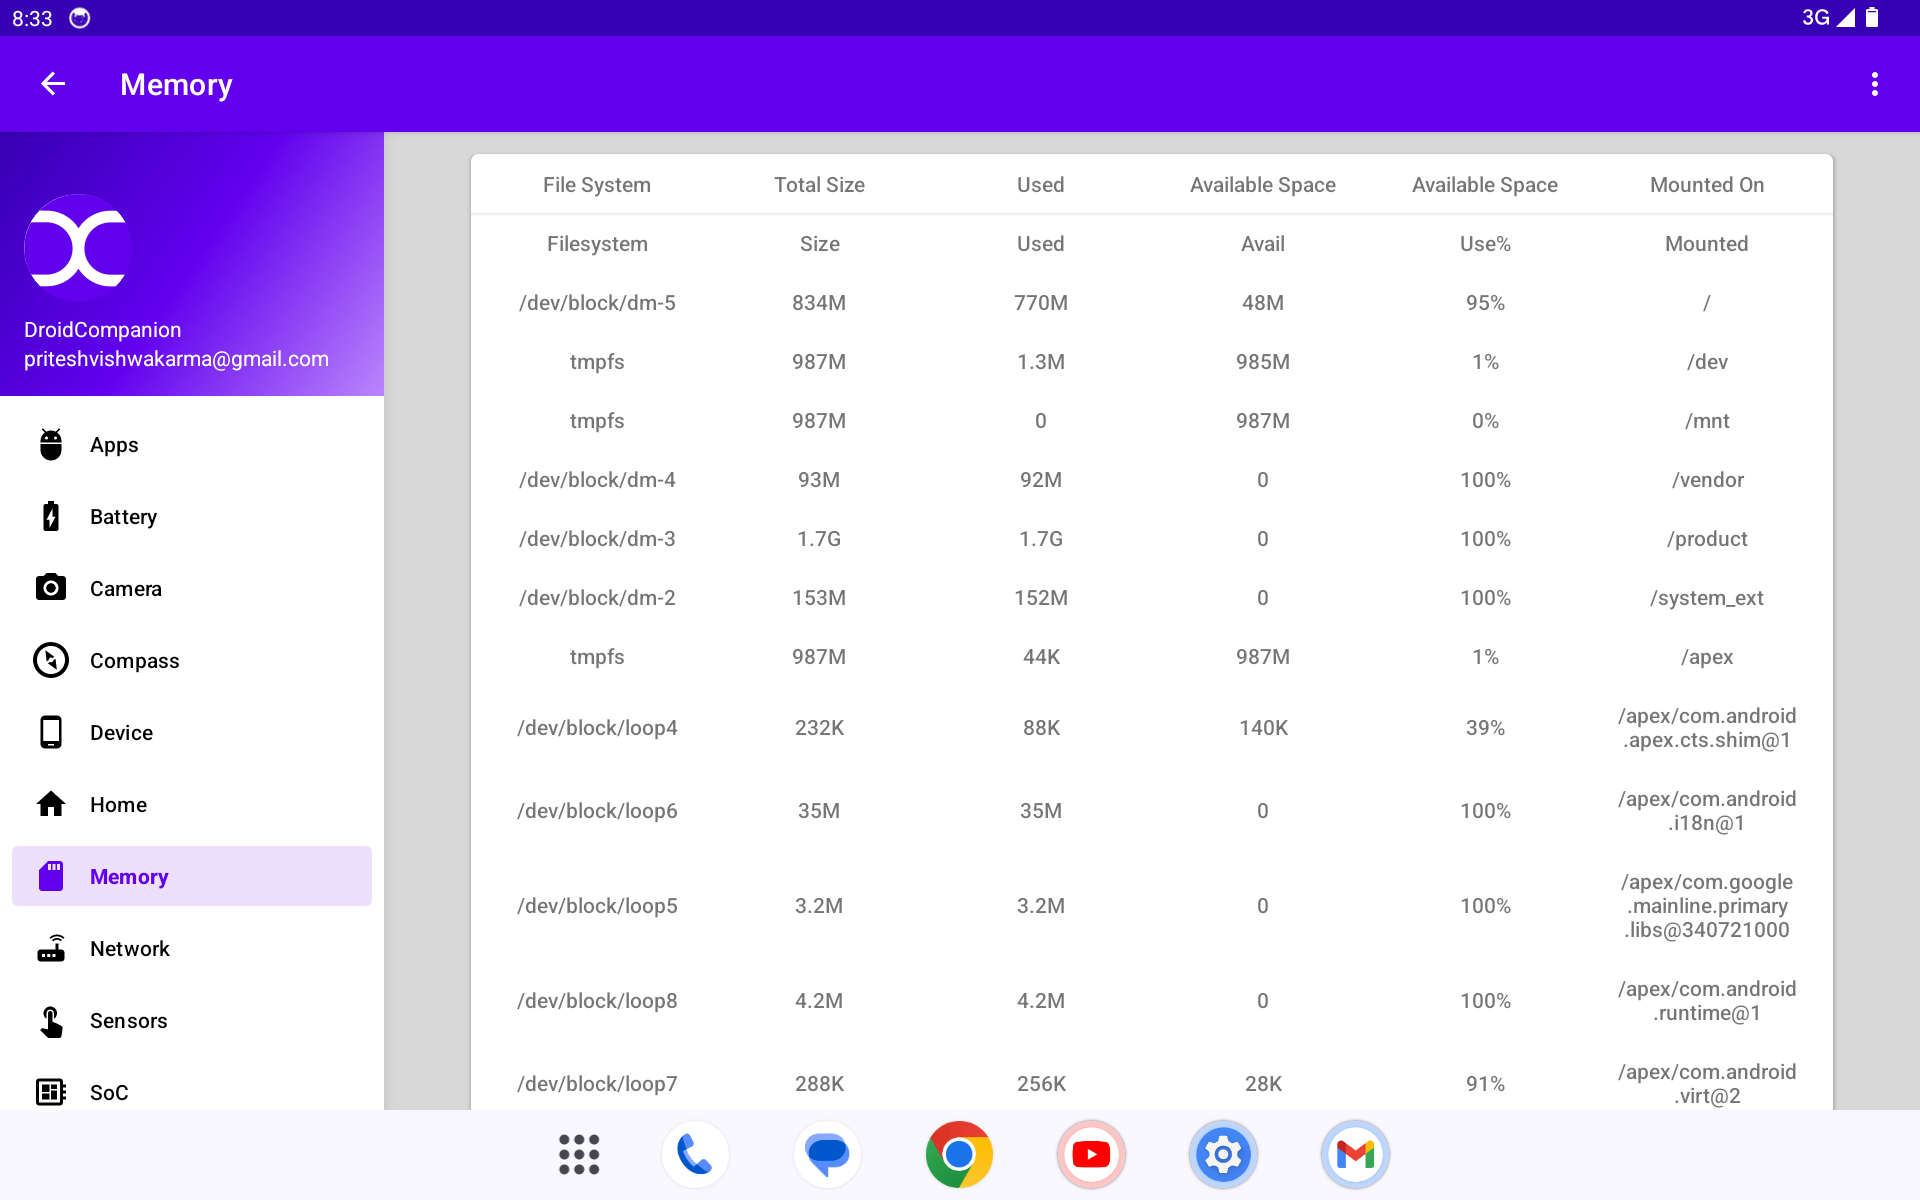 8:33
3G
Memory
DroidCompanion
priteshvishwakarma@gmail.com
Apps
Battery
Camera
Compass
Device
Home
Memory
Network
Sensors
SoC
File System Total Size Used Available Space Available Space Mounted On
Filesystem Size Used Avail Use% Mounted
/dev/block/dm-5 834M 770M 48M 95% /
tmpfs 987M 1.3M 985M 1% /dev
tmpfs 987M 0 987M 0% /mnt
/dev/block/dm-4 93M 92M 0 100% /vendor
/dev/block/dm-3 1.7G 1.7G 0 100% /product
/dev/block/dm-2 153M 152M 0 100% /system_ext
tmpfs 987M 44K 987M 1% /apex
/dev/block/loop4 232K 88K 140K 39% /apex/com.android
.apex.cts.shim@1
/dev/block/loop6 35M 35M 0 100% /apex/com.android
.i18n@1
/dev/block/loop5 3.2M 3.2M 0 100% /apex/com.google
.mainline.primary
.libs@340721000
/dev/block/loop8 4.2M 4.2M 0 100% /apex/com.android
.runtime@1
/dev/block/loop7 288K 256K 28K 91% /apex/com.android
.virt@2